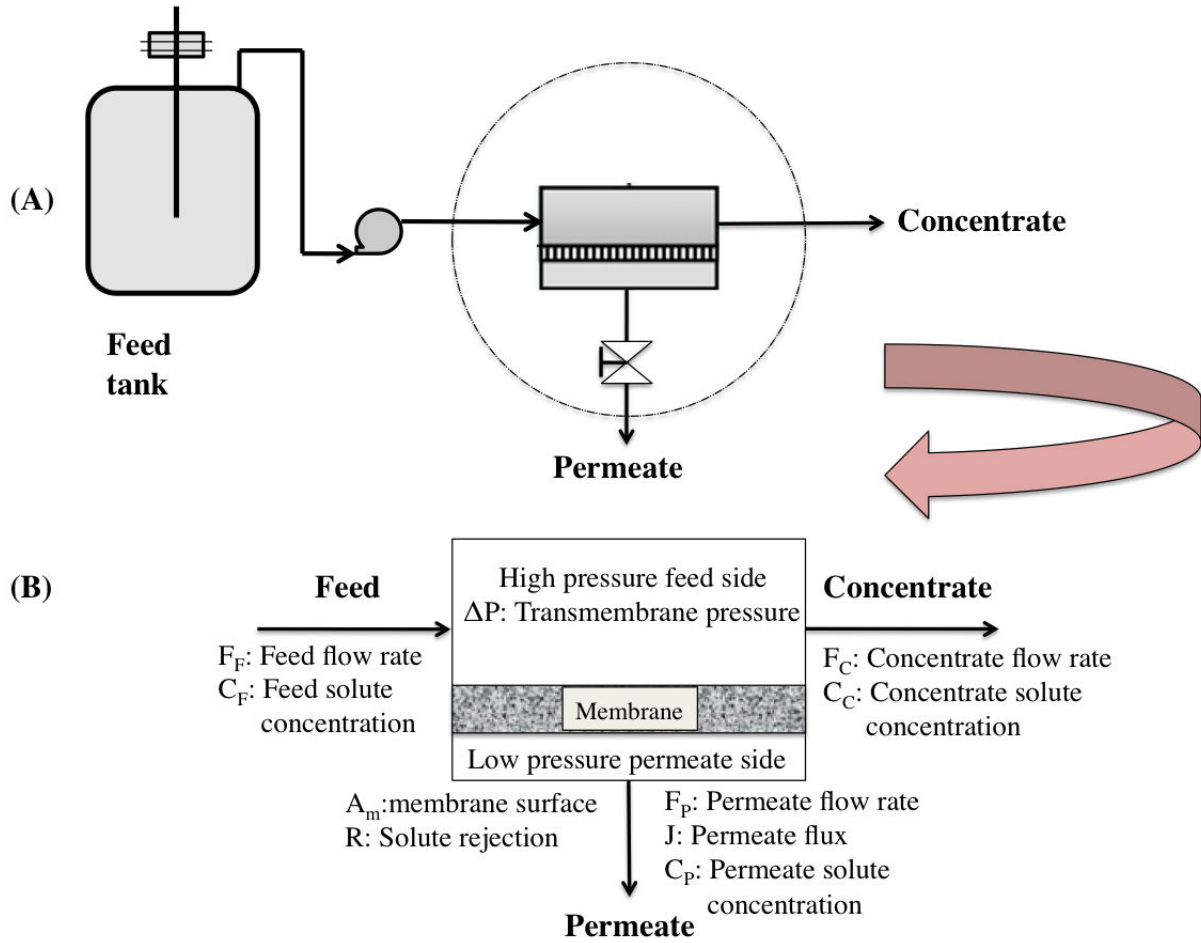 (A)
Feed
tank
Concentrate
Permeate
(B)
Feed
F_F: Feed flow rate
C_F: Feed solute
concentration
High pressure feed side
ΔP: Transmembrane pressure
Membrane
Low pressure permeate side
Concentrate
F_C: Concentrate flow rate
C_C: Concentrate solute
concentration
A_m:membrane surface
R: Solute rejection
F_P: Permeate flow rate
J: Permeate flux
C_P: Permeate solute
concentration
Permeate